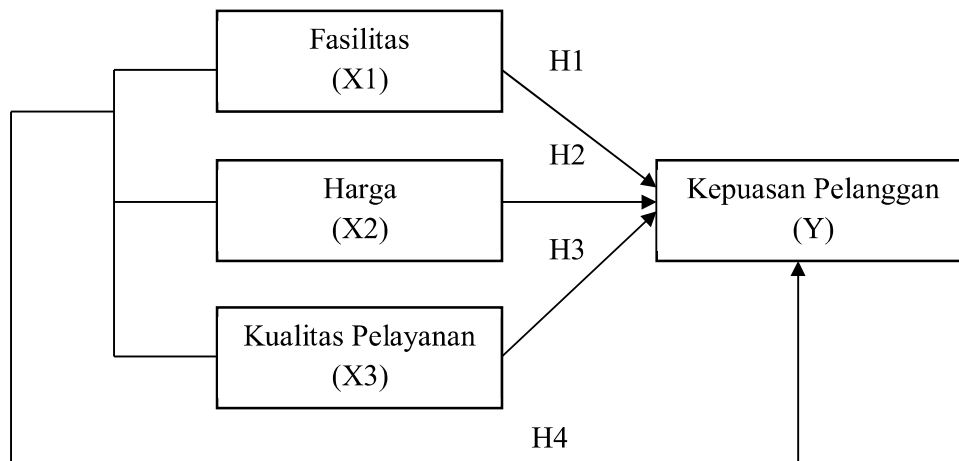 Fasilitas
(X1)
H1
H2
Harga
(X2)
Kepuasan Pelanggan
(Y)
H3
Kualitas Pelayanan
(X3)
H4